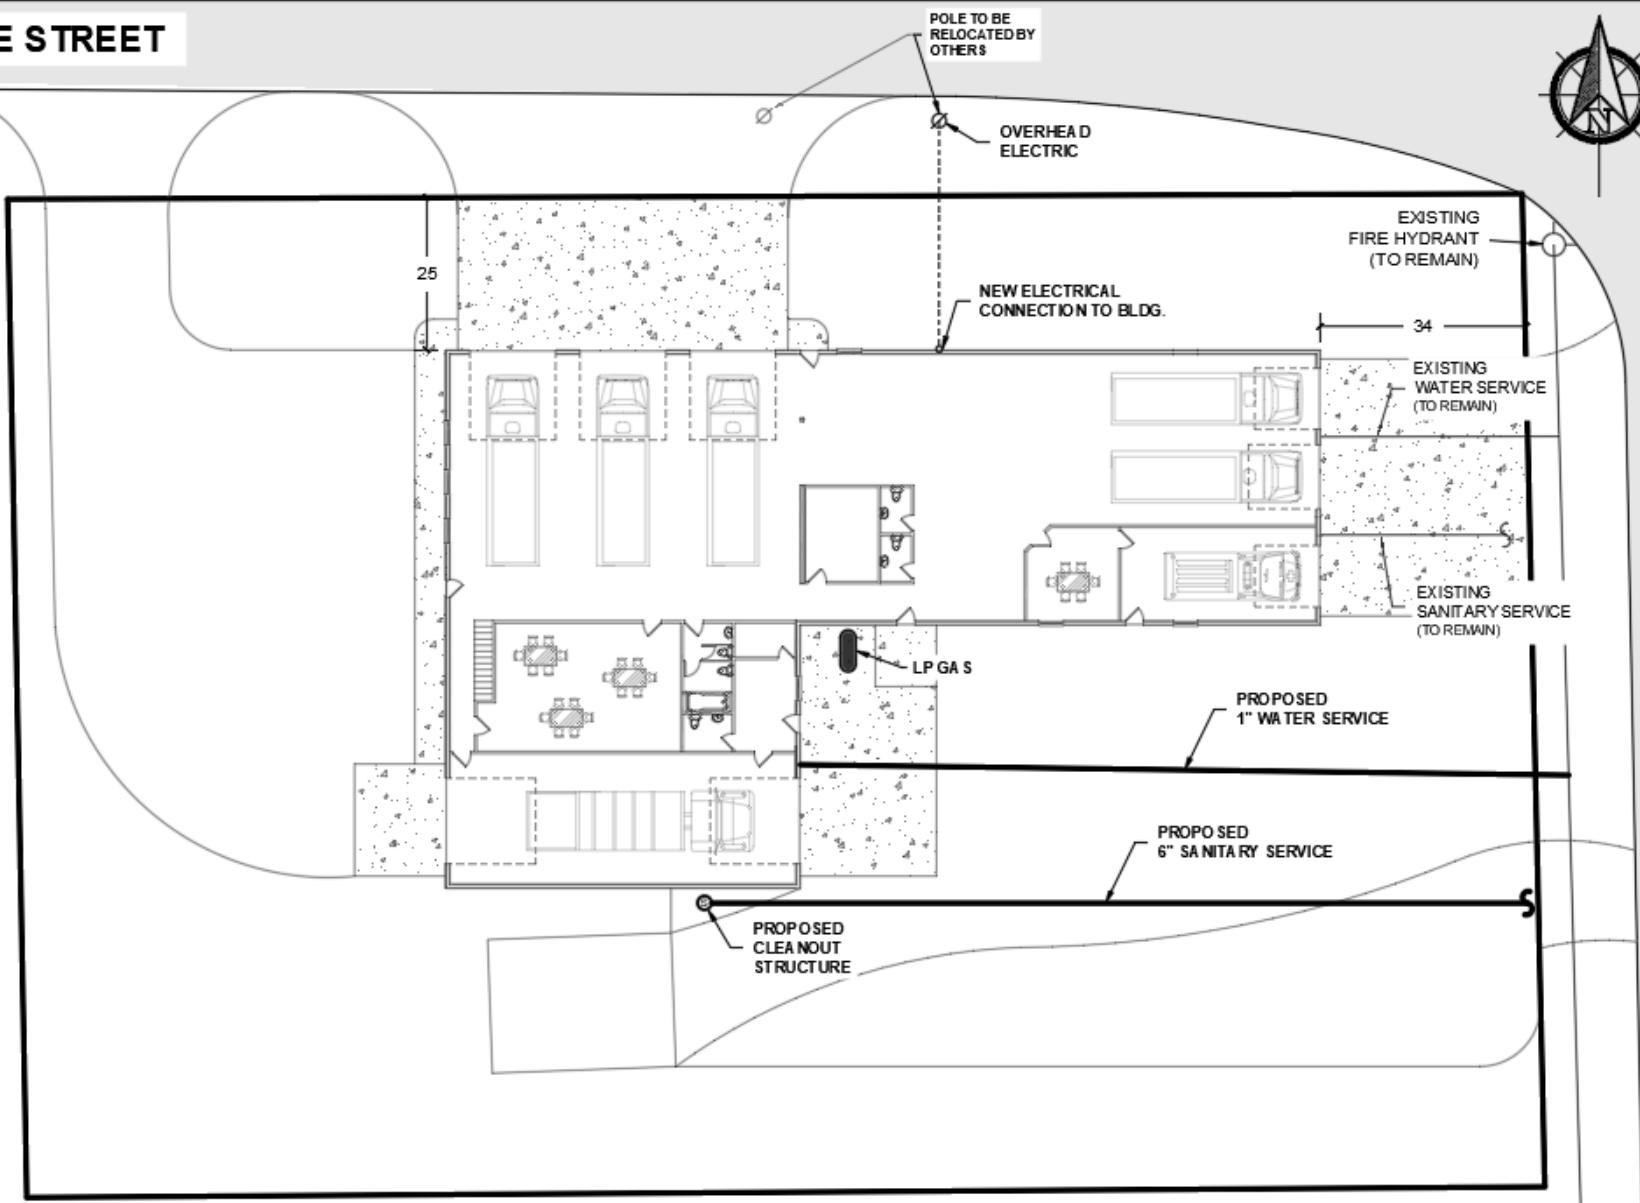 E STREET
POLE TO BE
RELOCATED BY
OTHERS
OVERHEAD
ELECTRIC
N
EXISTING
FIRE HYDRANT
(TO REMAIN)
25
NEW ELECTRICAL
CONNECTION TO BLDG.
34
EXISTING
WATER SERVICE
(TO REMAIN)
EXISTING
SANITARY SERVICE
(TO REMAIN)
LP GAS
PROPOSED
1" WATER SERVICE
PROPOSED
6" SANITARY SERVICE
PROPOSED
CLEANOUT
STRUCTURE